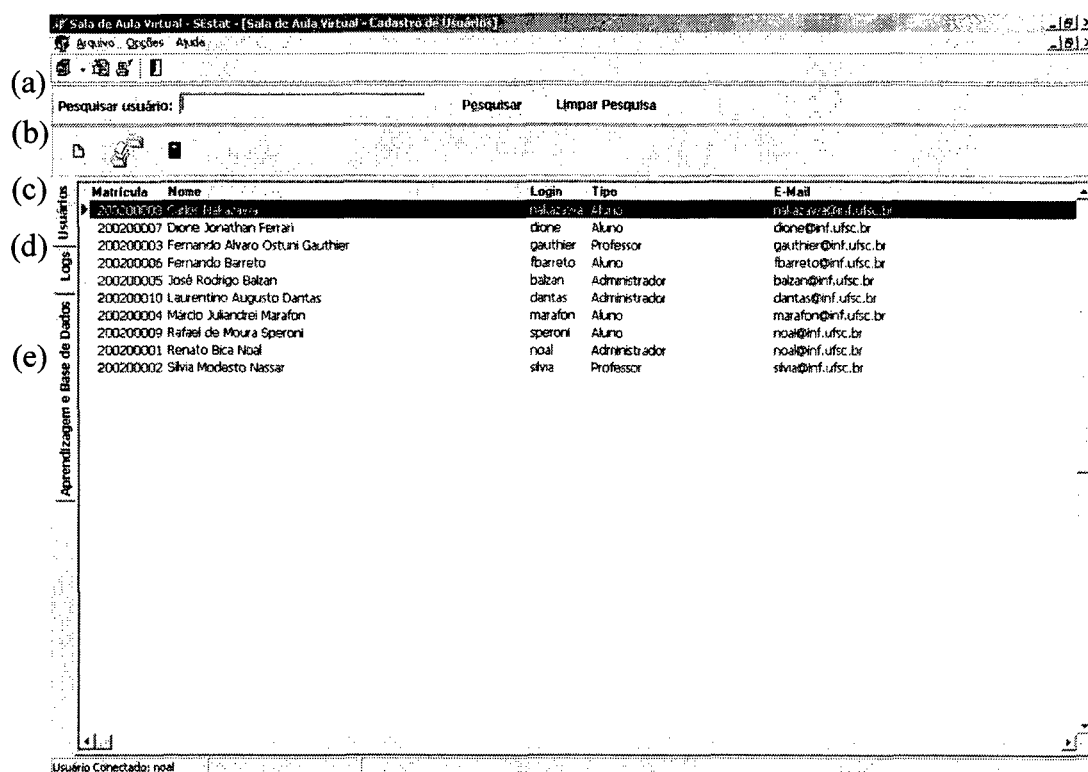 Sala de Aula Virtual - SEstat - [Sala de Aula Virtual - Cadastro de Usuários]
Arquivo Opções Ajuda
(a)
Pesquisar usuário: Pesquisar Limpar Pesquisa
(b)
(c) Usuários
Matrícula Nome Login Tipo E-Mail
Carlos Nakazawa nakazawa Aluno nakazawa@inf.ufsc.br
200200007 Dione Jonathan Ferrari dione Aluno dione@inf.ufsc.br
(d) Logs
200200003 Fernando Alvaro Ostuni Gauthier gauthier Professor gauthier@inf.ufsc.br
200200006 Fernando Barreto fbarreto Aluno fbarreto@inf.ufsc.br
200200005 José Rodrigo Balzan balzan Administrador balzan@inf.ufsc.br
200200010 Laurentino Augusto Dantas dantas Administrador dantas@inf.ufsc.br
200200004 Márcio Juliandrei Marafon marafon Aluno marafon@inf.ufsc.br
200200009 Rafael de Moura Speroni speroni Aluno noal@inf.ufsc.br
(e) Aprendizagem e Base de Dados
200200001 Renato Bica Noal noal Administrador noal@inf.ufsc.br
200200002 Silvia Modesto Nassar silvia Professor silvia@inf.ufsc.br
Usuário Conectado: noal